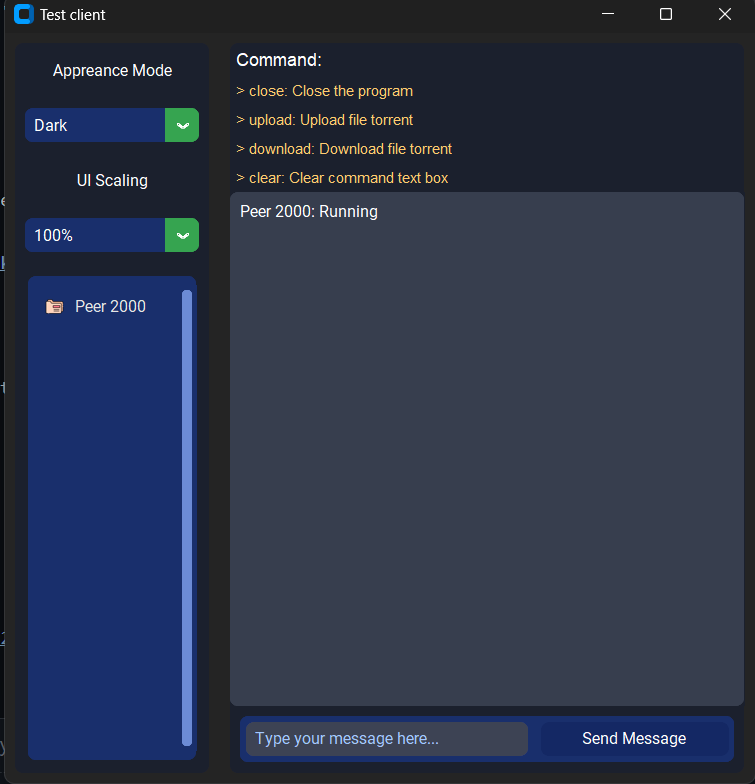 Test client
Appreance Mode
Dark
UI Scaling
100%
Peer 2000
Command:
> close: Close the program
> upload: Upload file torrent
> download: Download file torrent
> clear: Clear command text box
Peer 2000: Running
Type your message here...
Send Message